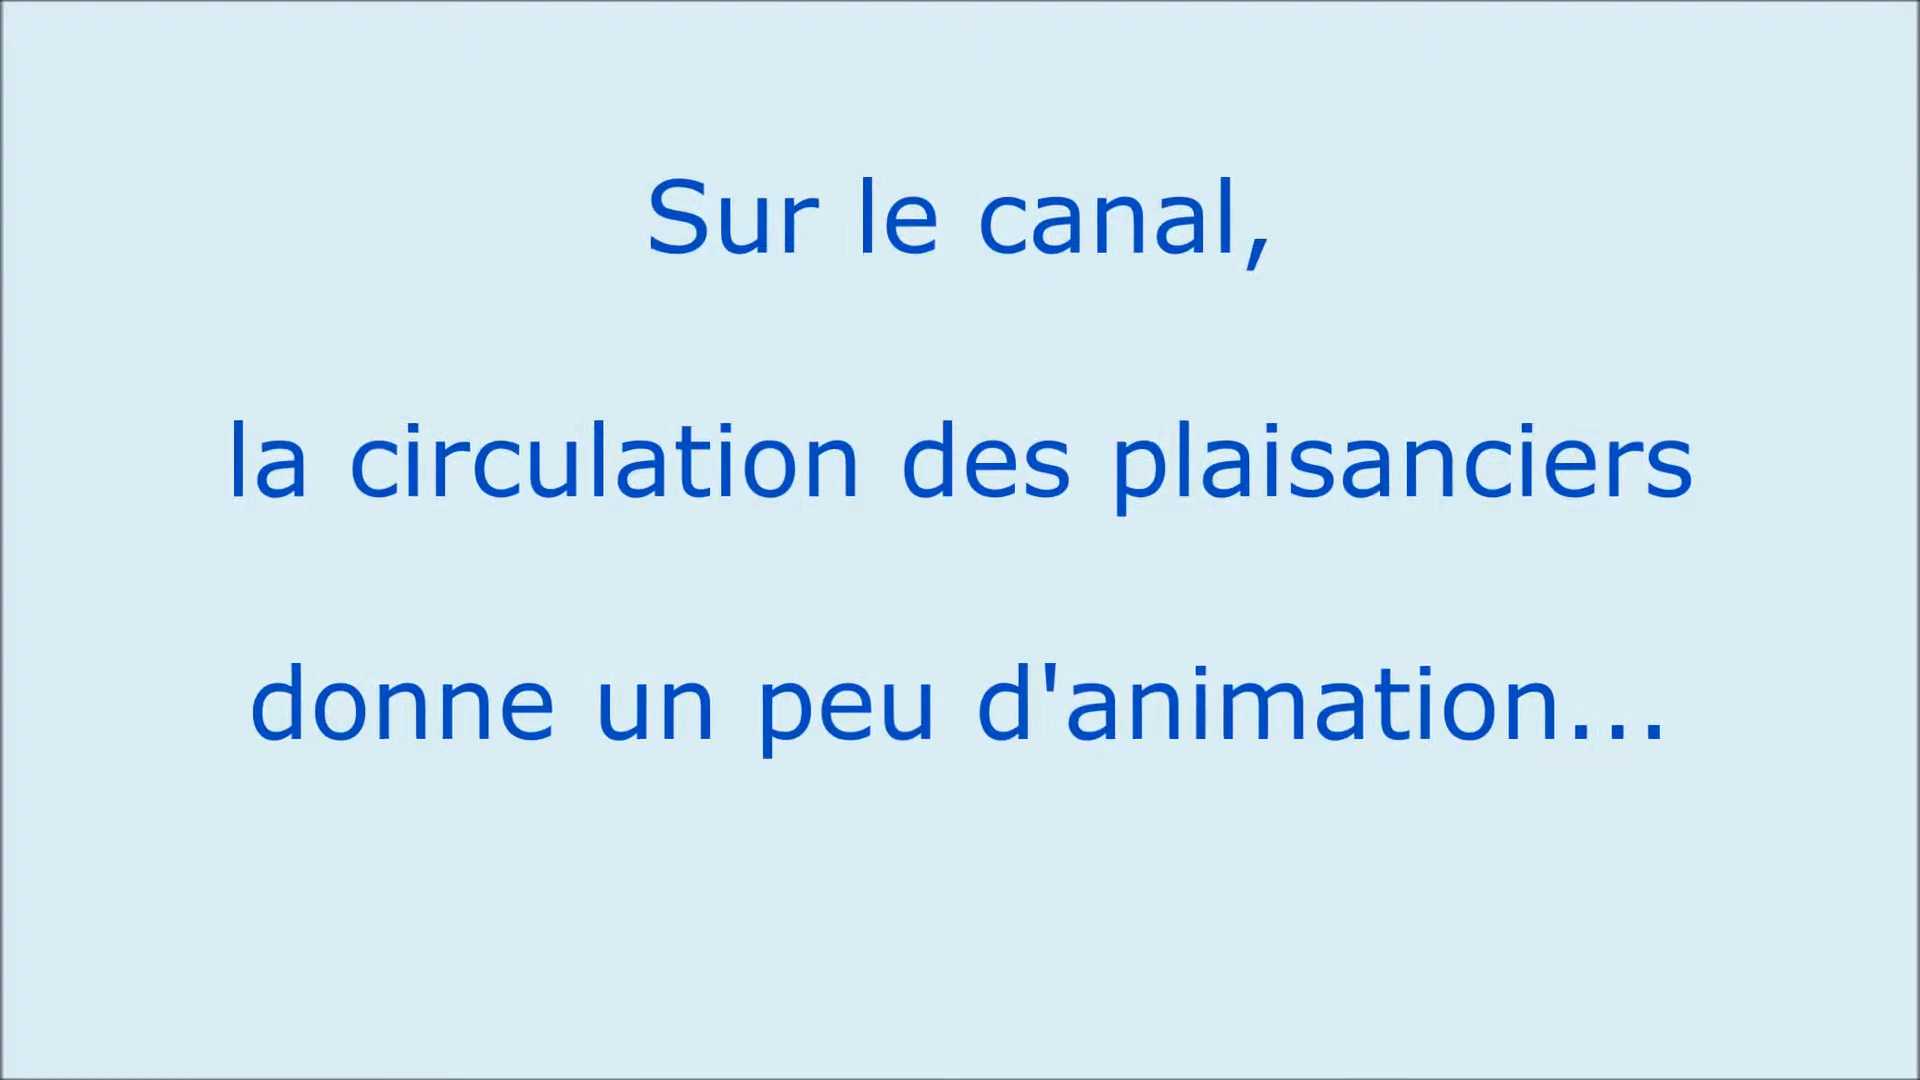 Sur le canal,
la circulation des plaisanciers
donne un peu d'animation...